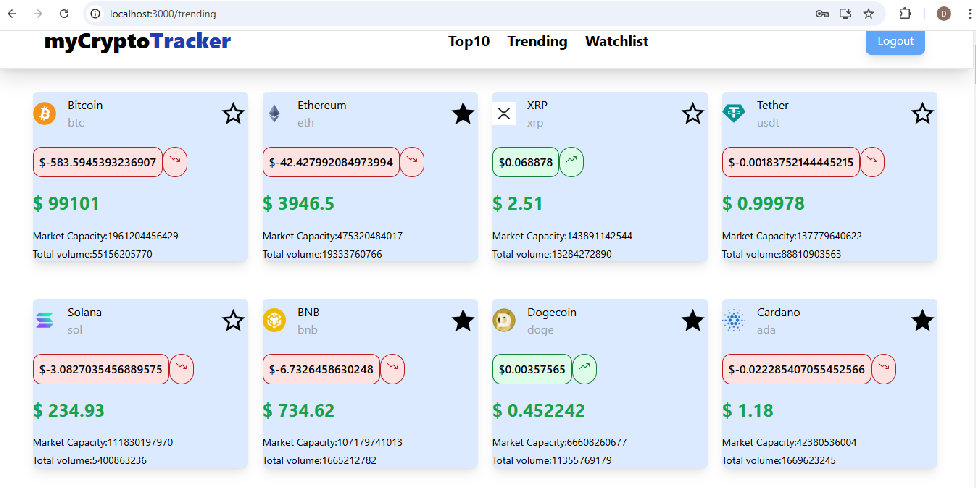 localhost:3000/trending
D
myCryptoTracker
Top10 Trending Watchlist
Logout
Bitcoin
btc
$-583.5945393236907
$ 99101
Market Capacity:1961204456429
Total volume:55156205770
Ethereum
eth
$-42.427992084973994
$ 3946.5
Market Capacity:475320484017
Total volume:19333760766
XRP
xrp
$0.068878
$ 2.51
Market Capacity:143891142544
Total volume:13284272890
Tether
usdt
$-0.00183752144445215
$ 0.99978
Market Capacity:137779640622
Total volume:88810903563
Solana
sol
$-3.0827035456889575
$ 234.93
Market Capacity:111830197970
Total volume:5400863236
BNB
bnb
$-6.7326458630248
$ 734.62
Market Capacity:107179741013
Total volume:1665212782
Dogecoin
doge
$0.00357565
$ 0.452242
Market Capacity:66608260677
Total volume:11355769179
Cardano
ada
$-0.022285407055452566
$ 1.18
Market Capacity:42380536004
Total volume:1669623245